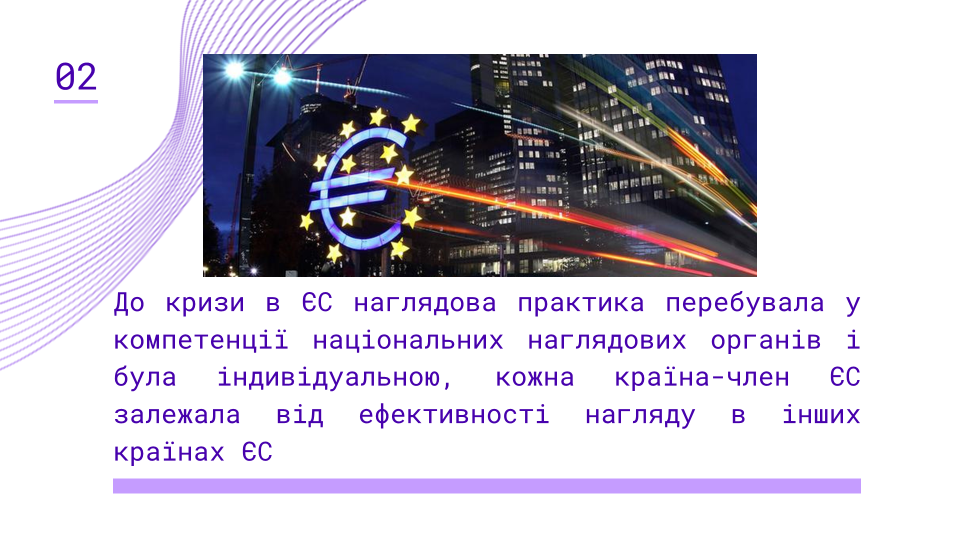 02
До кризи в ЄС наглядова практика перебувала у
компетенції національних наглядових органів і
була індивідуальною, кожна країна-член ЄС
залежала від ефективності нагляду в інших
країнах ЄС